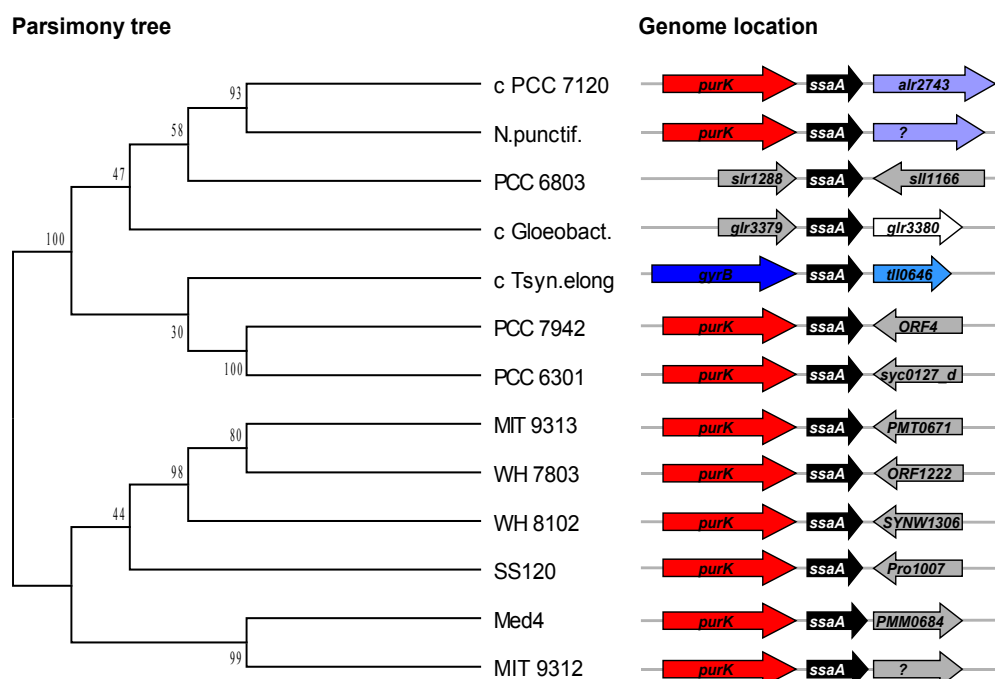 Parsimony tree Genome location
93 c PCC 7120 purK ssaA alr2743
58 N.punctif. purK ssaA ?
47 PCC 6803 slr1288 ssaA sll1166
100 c Gloeobact. glr3379 ssaA glr3380
c Tsyn.elong gyrB ssaA tll0646
30 PCC 7942 purK ssaA ORF4
100 PCC 6301 purK ssaA syc0127_d
80 MIT 9313 purK ssaA PMT0671
98 WH 7803 purK ssaA ORF1222
44 WH 8102 purK ssaA SYNW1306
SS120 purK ssaA Pro1007
Med4 purK ssaA PMM0684
99 MIT 9312 purK ssaA ?